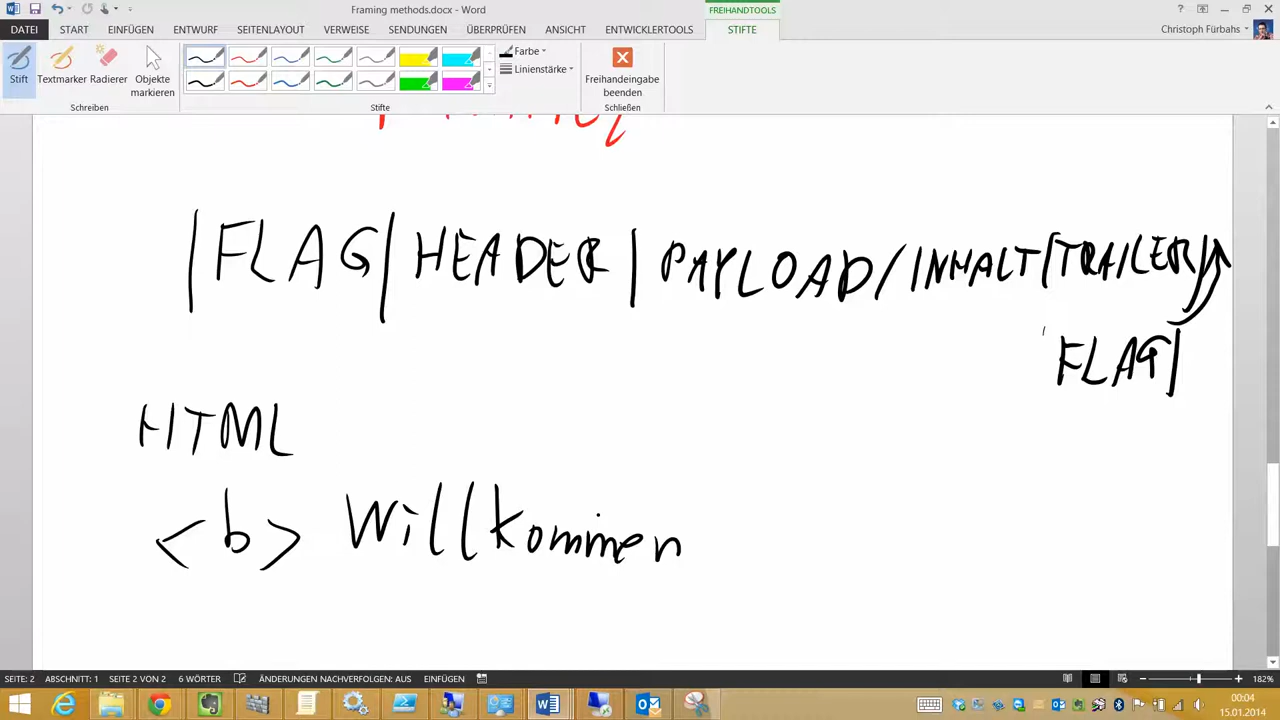 Framing methods.docx - Word
FREIHANDTOOLS
?
DATEI START EINFÜGEN ENTWURF SEITENLAYOUT VERWEISE SENDUNGEN ÜBERPRÜFEN ANSICHT ENTWICKLERTOOLS STIFTE
Christoph Fürbahs
Stift Textmarker Radierer Objekte markieren
Farbe
Linienstärke
Freihandeingabe beenden
Schreiben Stifte Schließen
|FLAG|HEADER|PAYLOAD/INHALT|TRAILER|
FLAG|
HTML
<b> Willkommen
SEITE: 2 ABSCHNITT: 1 SEITE 2 VON 2 6 WÖRTER ÄNDERUNGEN NACHVERFOLGEN: AUS EINFÜGEN 182%
00:04
15.01.2014